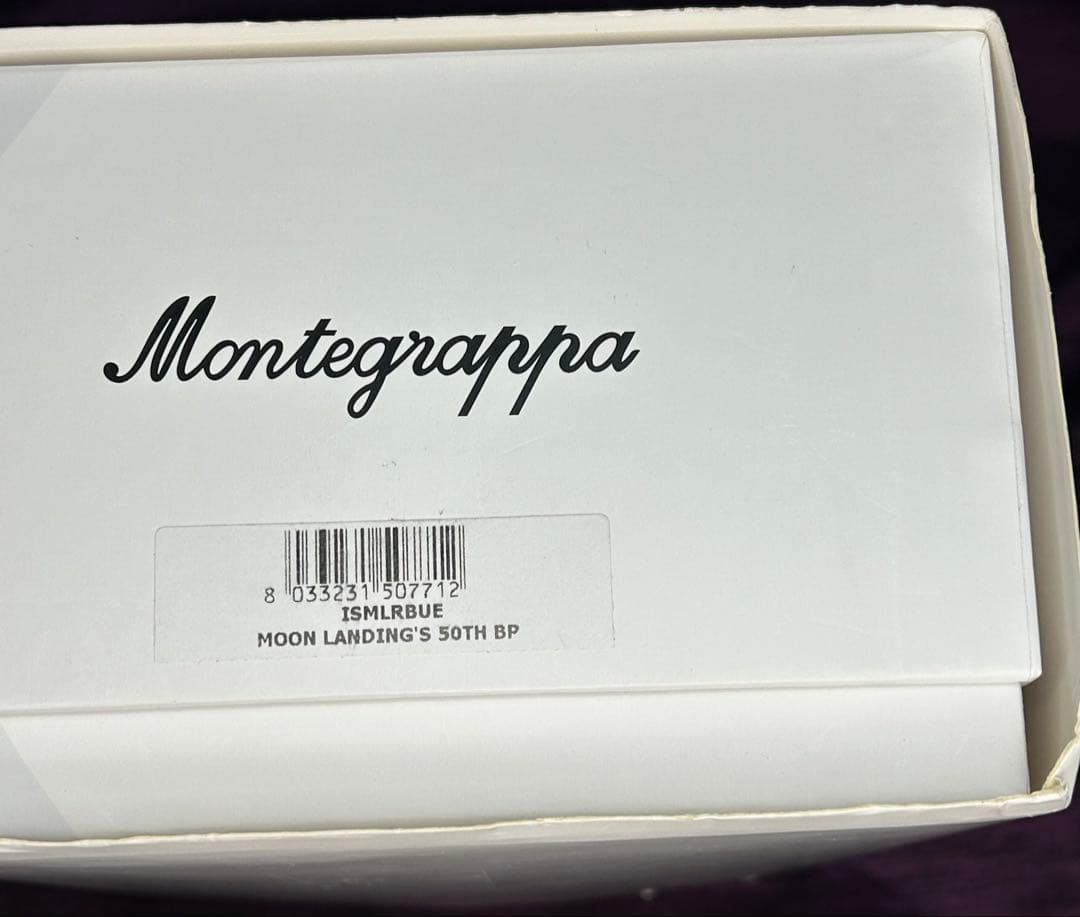 Montegrappa
8 033231 507712
ISMLRBUE
MOON LANDING'S 50TH BP